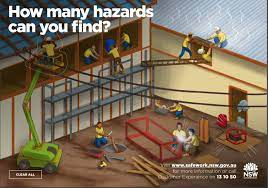 How many hazards
can you find?
Visit www.safework.nsw.gov.au
for more information or call
Customer Experience on 13 10 50
CLEAR ALL
NSW